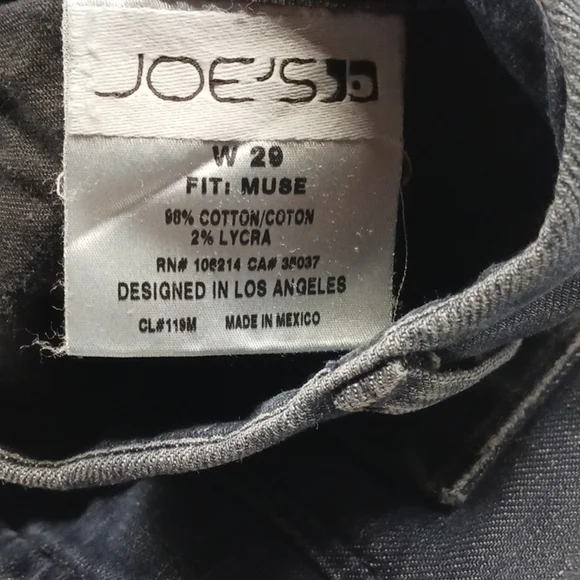 JOE'S
W 29
FIT: MUSE
98% COTTON/COTON
2% LYCRA
RN# 106214 CA# 35037
DESIGNED IN LOS ANGELES
CL#119M MADE IN MEXICO